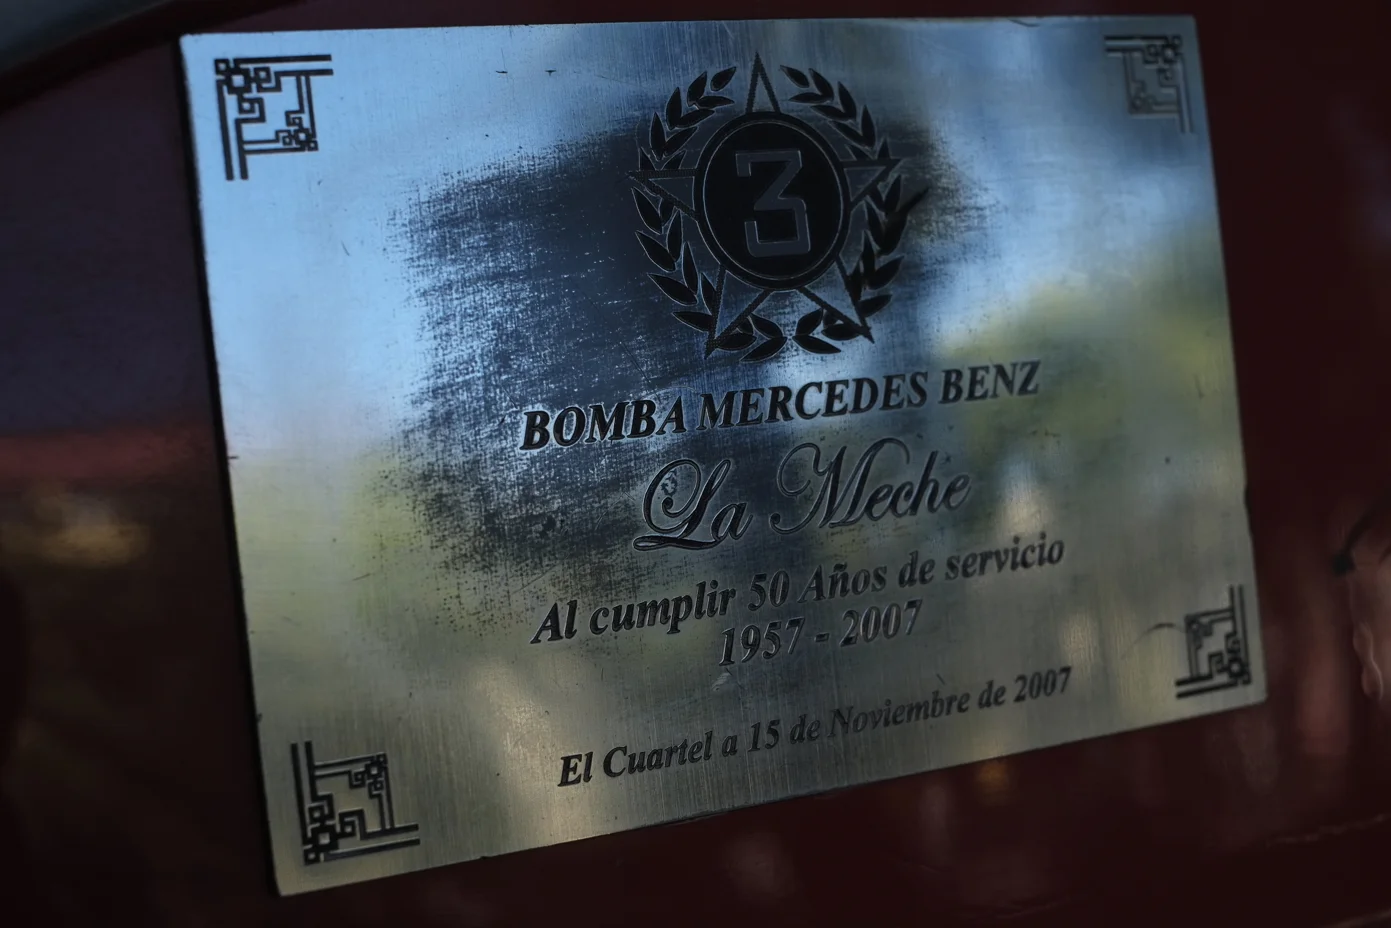 3
BOMBA MERCEDES BENZ
La Meche
Al cumplir 50 Años de servicio
1957 - 2007
El Cuartel a 15 de Noviembre de 2007